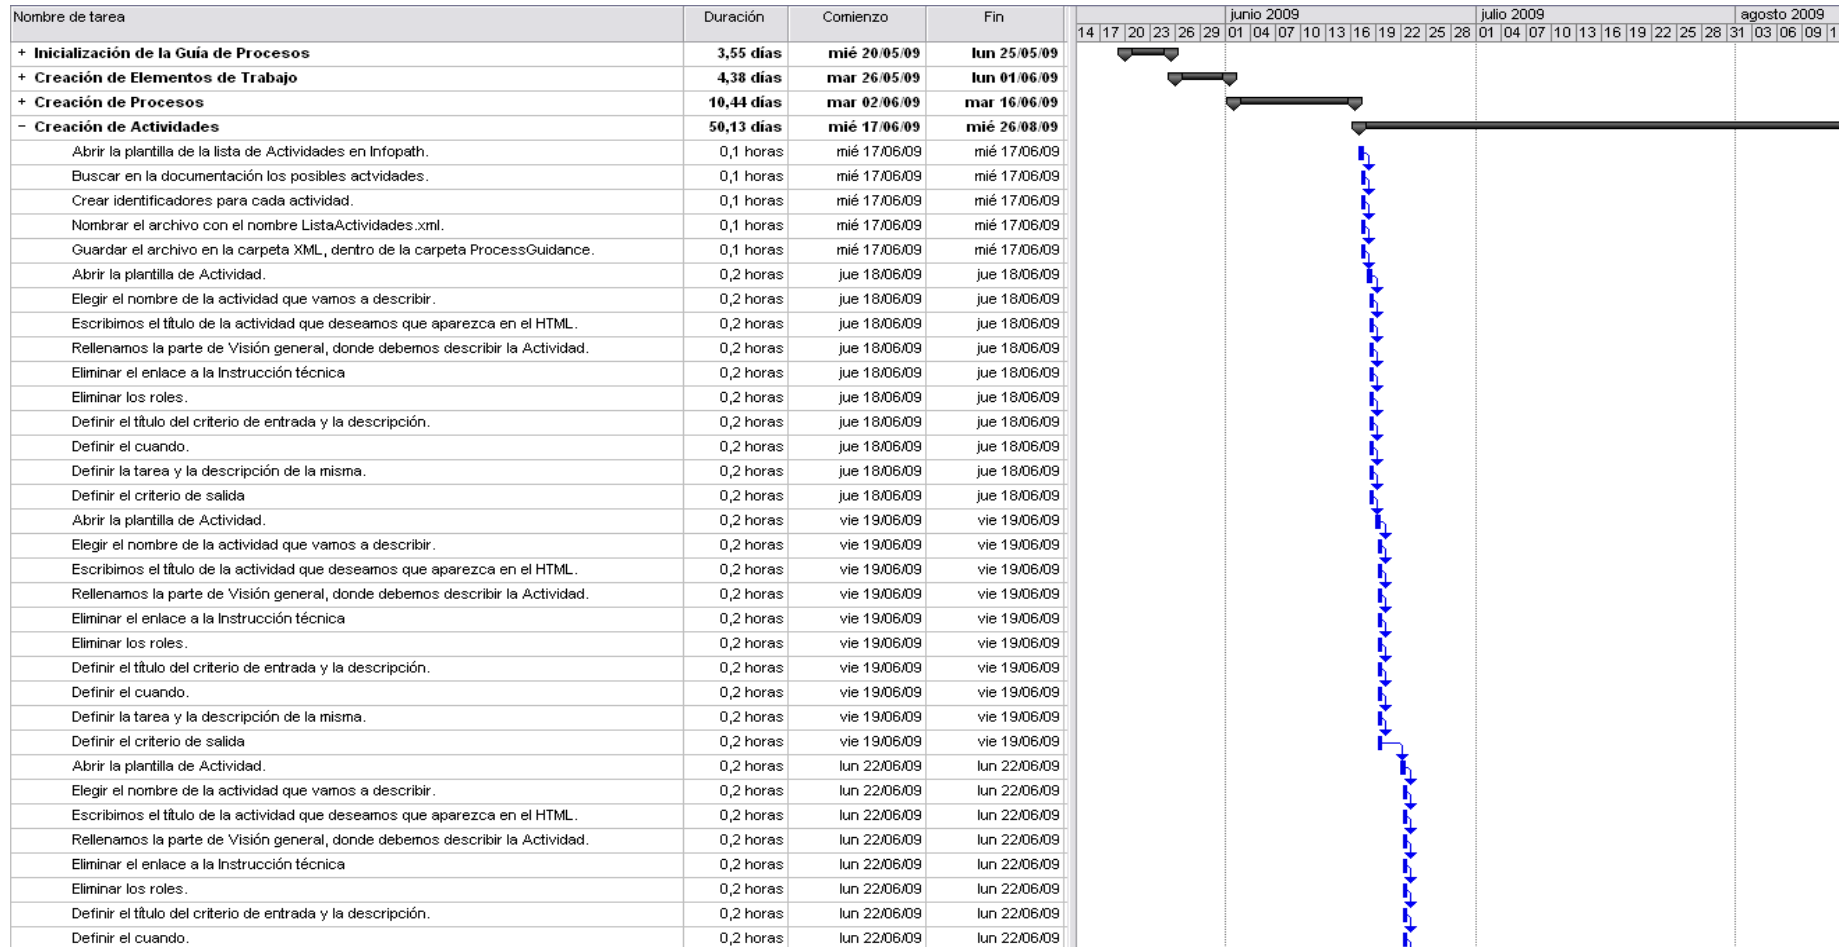 Nombre de tarea Duración Comienzo Fin junio 2009 julio 2009 agosto 2009
14 17 20 23 26 29 01 04 07 10 13 16 19 22 25 28 01 04 07 10 13 16 19 22 25 28 31 03 06 09 1
+ Inicialización de la Guía de Procesos 3,55 días mié 20/05/09 lun 25/05/09
+ Creación de Elementos de Trabajo 4,38 días mar 26/05/09 lun 01/06/09
+ Creación de Procesos 10,44 días mar 02/06/09 mar 16/06/09
− Creación de Actividades 50,13 días mié 17/06/09 mié 26/08/09
Abrir la plantilla de la lista de Actividades en Infopath. 0,1 horas mié 17/06/09 mié 17/06/09
Buscar en la documentación los posibles actvidades. 0,1 horas mié 17/06/09 mié 17/06/09
Crear identificadores para cada actividad. 0,1 horas mié 17/06/09 mié 17/06/09
Nombrar el archivo con el nombre ListaActividades.xml. 0,1 horas mié 17/06/09 mié 17/06/09
Guardar el archivo en la carpeta XML, dentro de la carpeta ProcessGuidance. 0,1 horas mié 17/06/09 mié 17/06/09
Abrir la plantilla de Actividad. 0,2 horas jue 18/06/09 jue 18/06/09
Elegir el nombre de la actividad que vamos a describir. 0,2 horas jue 18/06/09 jue 18/06/09
Escribimos el título de la actividad que deseamos que aparezca en el HTML. 0,2 horas jue 18/06/09 jue 18/06/09
Rellenamos la parte de Visión general, donde debemos describir la Actividad. 0,2 horas jue 18/06/09 jue 18/06/09
Eliminar el enlace a la Instrucción técnica 0,2 horas jue 18/06/09 jue 18/06/09
Eliminar los roles. 0,2 horas jue 18/06/09 jue 18/06/09
Definir el título del criterio de entrada y la descripción. 0,2 horas jue 18/06/09 jue 18/06/09
Definir el cuando. 0,2 horas jue 18/06/09 jue 18/06/09
Definir la tarea y la descripción de la misma. 0,2 horas jue 18/06/09 jue 18/06/09
Definir el criterio de salida 0,2 horas jue 18/06/09 jue 18/06/09
Abrir la plantilla de Actividad. 0,2 horas vie 19/06/09 vie 19/06/09
Elegir el nombre de la actividad que vamos a describir. 0,2 horas vie 19/06/09 vie 19/06/09
Escribimos el título de la actividad que deseamos que aparezca en el HTML. 0,2 horas vie 19/06/09 vie 19/06/09
Rellenamos la parte de Visión general, donde debemos describir la Actividad. 0,2 horas vie 19/06/09 vie 19/06/09
Eliminar el enlace a la Instrucción técnica 0,2 horas vie 19/06/09 vie 19/06/09
Eliminar los roles. 0,2 horas vie 19/06/09 vie 19/06/09
Definir el título del criterio de entrada y la descripción. 0,2 horas vie 19/06/09 vie 19/06/09
Definir el cuando. 0,2 horas vie 19/06/09 vie 19/06/09
Definir la tarea y la descripción de la misma. 0,2 horas vie 19/06/09 vie 19/06/09
Definir el criterio de salida 0,2 horas vie 19/06/09 vie 19/06/09
Abrir la plantilla de Actividad. 0,2 horas lun 22/06/09 lun 22/06/09
Elegir el nombre de la actividad que vamos a describir. 0,2 horas lun 22/06/09 lun 22/06/09
Escribimos el título de la actividad que deseamos que aparezca en el HTML. 0,2 horas lun 22/06/09 lun 22/06/09
Rellenamos la parte de Visión general, donde debemos describir la Actividad. 0,2 horas lun 22/06/09 lun 22/06/09
Eliminar el enlace a la Instrucción técnica 0,2 horas lun 22/06/09 lun 22/06/09
Eliminar los roles. 0,2 horas lun 22/06/09 lun 22/06/09
Definir el título del criterio de entrada y la descripción. 0,2 horas lun 22/06/09 lun 22/06/09
Definir el cuando. 0,2 horas lun 22/06/09 lun 22/06/09